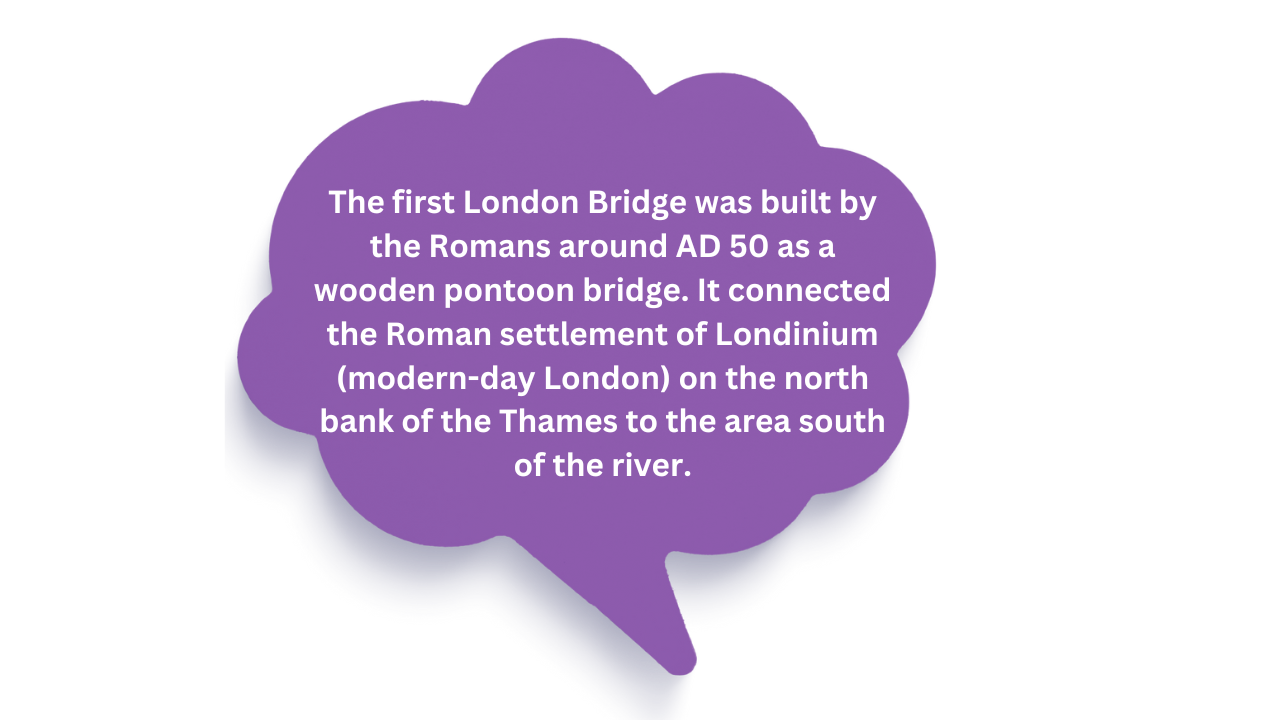 The first London Bridge was built by
the Romans around AD 50 as a
wooden pontoon bridge. It connected
the Roman settlement of Londinium
(modern-day London) on the north
bank of the Thames to the area south
of the river.